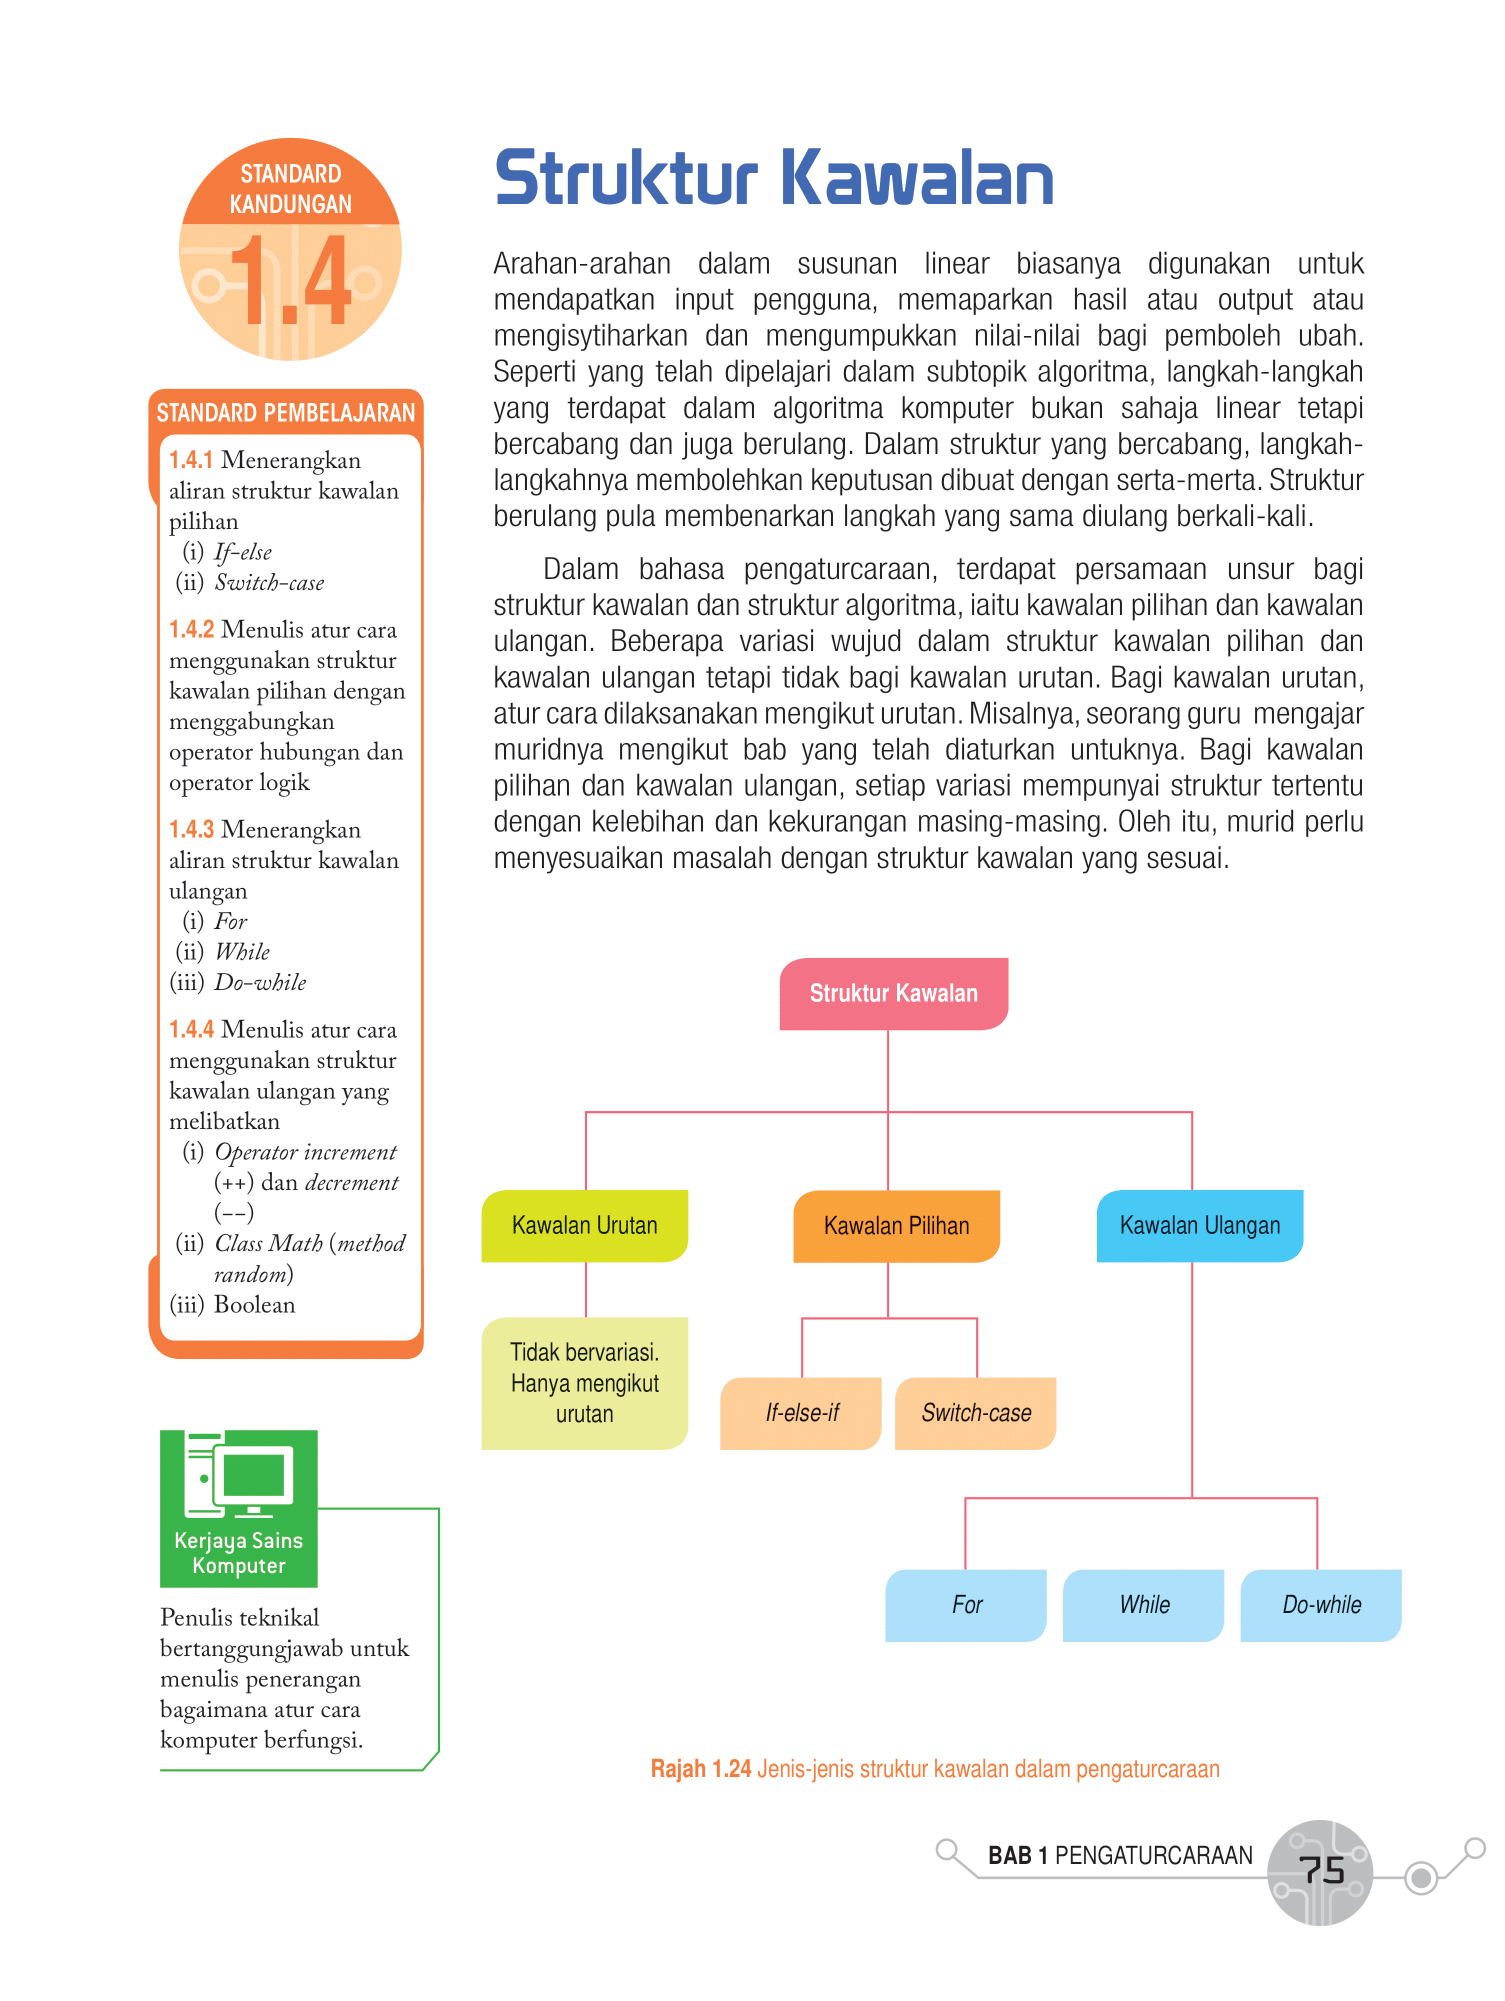 STANDARD
KANDUNGAN
1.4
STANDARD PEMBELAJARAN
1.4.1 Menerangkan
aliran struktur kawalan
pilihan
(i) If-else
(ii) Switch-case
1.4.2 Menulis atur cara
menggunakan struktur
kawalan pilihan dengan
menggabungkan
operator hubungan dan
operator logik
1.4.3 Menerangkan
aliran struktur kawalan
ulangan
(i) For
(ii) While
(iii) Do-while
1.4.4 Menulis atur cara
menggunakan struktur
kawalan ulangan yang
melibatkan
(i) Operator increment
(++) dan decrement
(––)
(ii) Class Math (method
random)
(iii) Boolean
Kerjaya Sains
Komputer
Penulis teknikal
bertanggungjawab untuk
menulis penerangan
bagaimana atur cara
komputer berfungsi.
Struktur Kawalan
Arahan-arahan dalam susunan linear biasanya digunakan untuk
mendapatkan input pengguna, memaparkan hasil atau output atau
mengisytiharkan dan mengumpukkan nilai-nilai bagi pemboleh ubah.
Seperti yang telah dipelajari dalam subtopik algoritma, langkah-langkah
yang terdapat dalam algoritma komputer bukan sahaja linear tetapi
bercabang dan juga berulang. Dalam struktur yang bercabang, langkah-
langkahnya membolehkan keputusan dibuat dengan serta-merta. Struktur
berulang pula membenarkan langkah yang sama diulang berkali-kali.
Dalam bahasa pengaturcaraan, terdapat persamaan unsur bagi
struktur kawalan dan struktur algoritma, iaitu kawalan pilihan dan kawalan
ulangan. Beberapa variasi wujud dalam struktur kawalan pilihan dan
kawalan ulangan tetapi tidak bagi kawalan urutan. Bagi kawalan urutan,
atur cara dilaksanakan mengikut urutan. Misalnya, seorang guru mengajar
muridnya mengikut bab yang telah diaturkan untuknya. Bagi kawalan
pilihan dan kawalan ulangan, setiap variasi mempunyai struktur tertentu
dengan kelebihan dan kekurangan masing-masing. Oleh itu, murid perlu
menyesuaikan masalah dengan struktur kawalan yang sesuai.
Struktur Kawalan
Kawalan Urutan
Kawalan Pilihan
Kawalan Ulangan
Tidak bervariasi.
Hanya mengikut
urutan
If-else-if
Switch-case
For
While
Do-while
Rajah 1.24 Jenis-jenis struktur kawalan dalam pengaturcaraan
BAB 1 PENGATURCARAAN
75